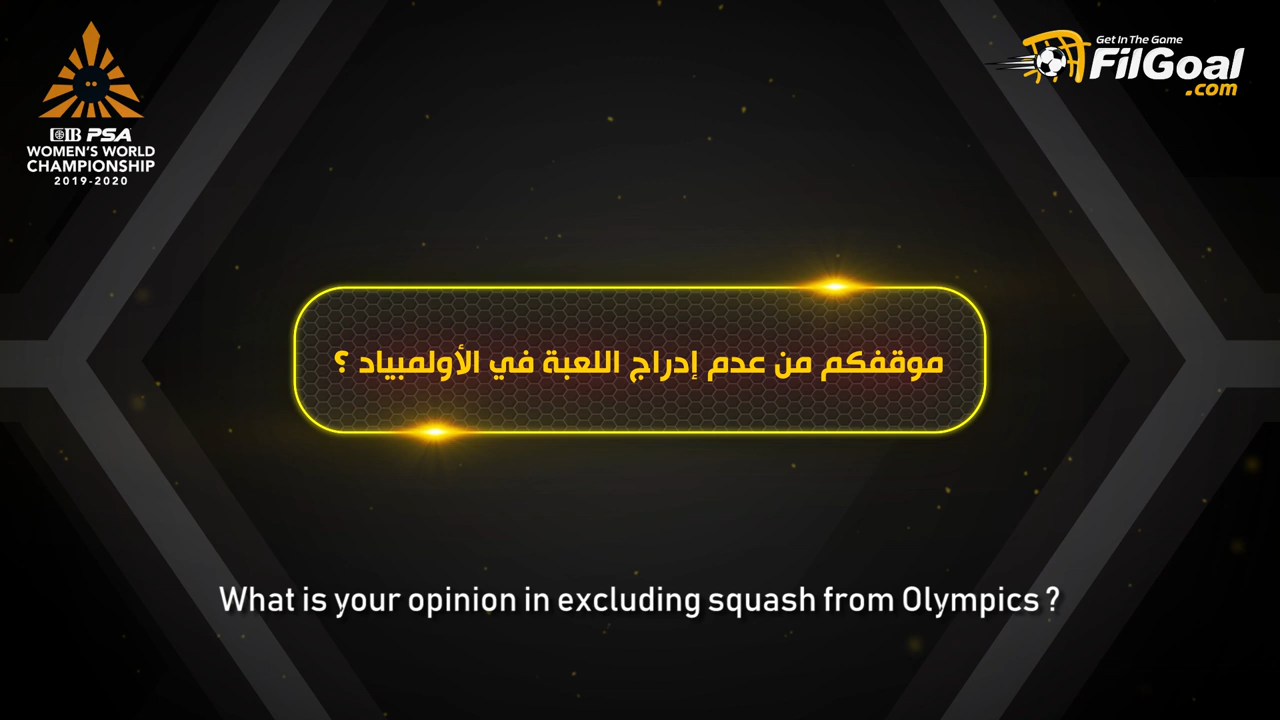 CIB PSA
WOMEN'S WORLD
CHAMPIONSHIP
2019-2020
Get In The Game
FilGoal
.com
موقفكم من عدم إدراج اللعبة في الأولمبياد ؟
What is your opinion in excluding squash from Olympics ?